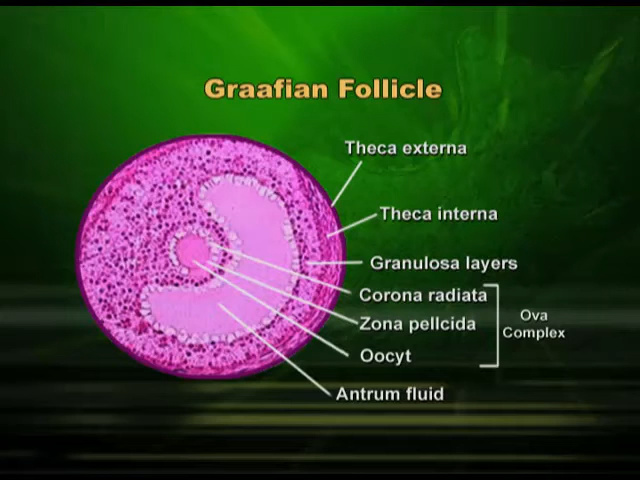 Graafian Follicle
Theca externa
Theca interna
Granulosa layers
Corona radiata
Zona pellcida
Oocyt
Ova
Complex
Antrum fluid